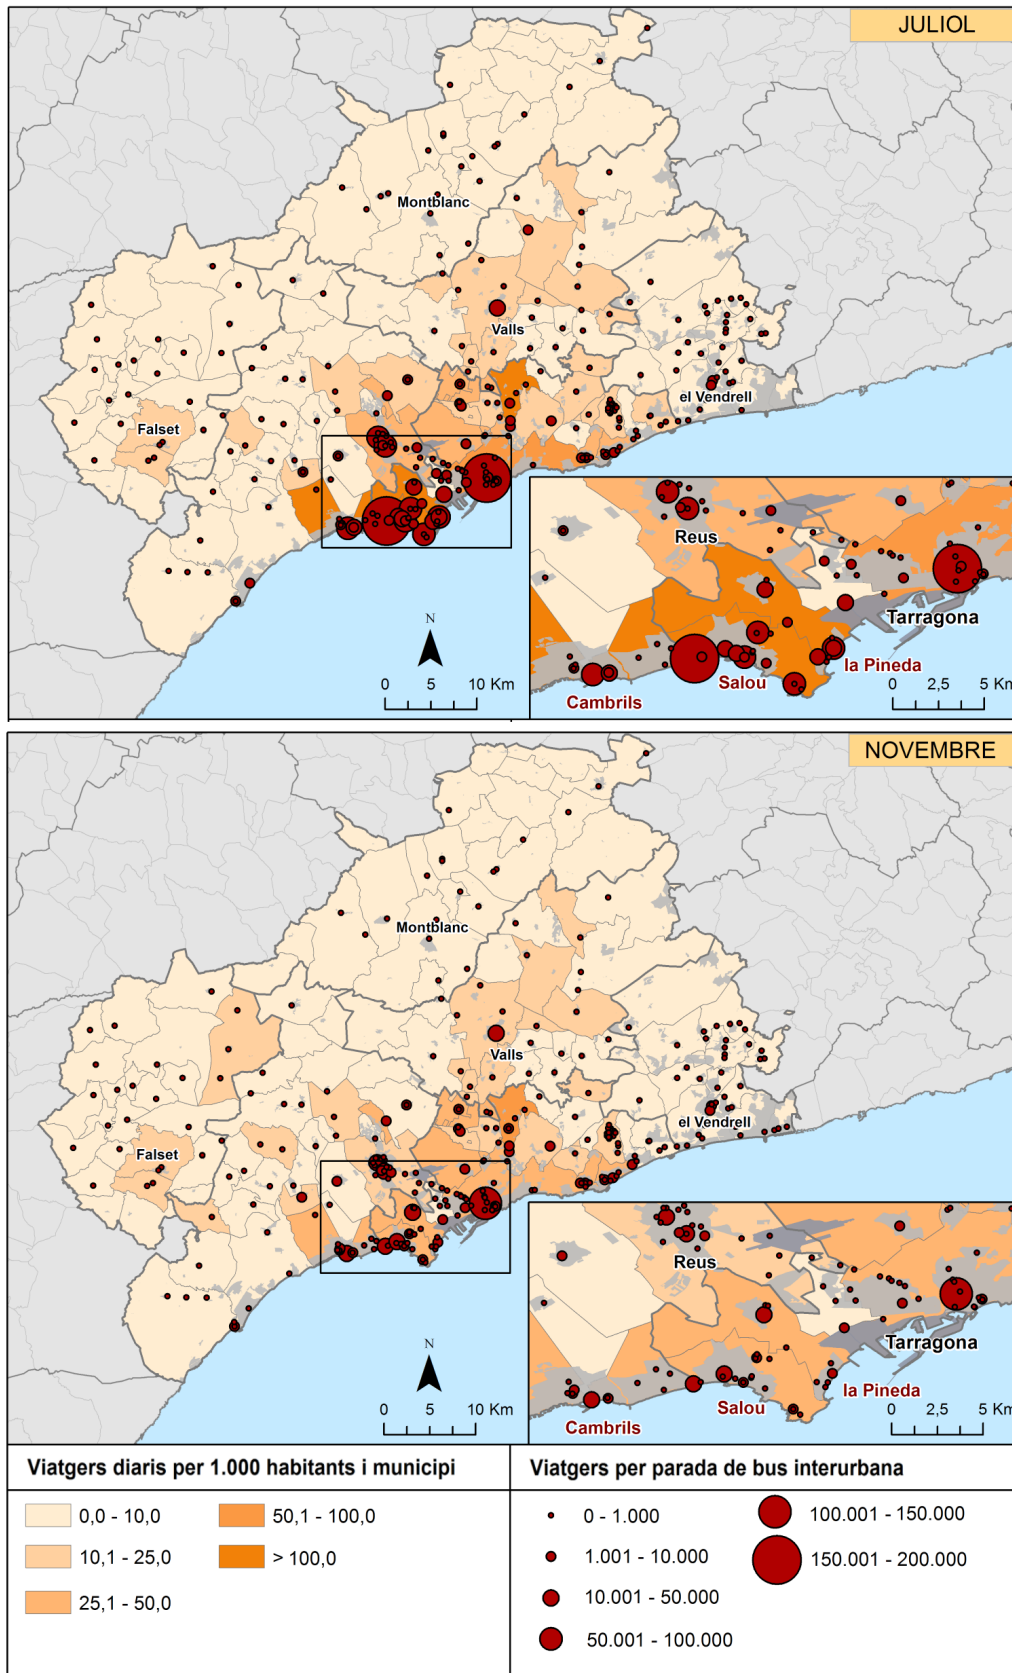 JULIOL
Montblanc
Valls
el Vendrell
Falset
N
0 5 10 Km
Reus
Tarragona
la Pineda
Salou
Cambrils
0 2,5 5 Km
NOVEMBRE
Montblanc
Valls
el Vendrell
Falset
N
0 5 10 Km
Reus
Tarragona
la Pineda
Salou
Cambrils
0 2,5 5 Km
Viatgers diaris per 1.000 habitants i municipi
0,0 - 10,0
10,1 - 25,0
25,1 - 50,0
50,1 - 100,0
> 100,0
Viatgers per parada de bus interurbana
0 - 1.000
1.001 - 10.000
10.001 - 50.000
50.001 - 100.000
100.001 - 150.000
150.001 - 200.000